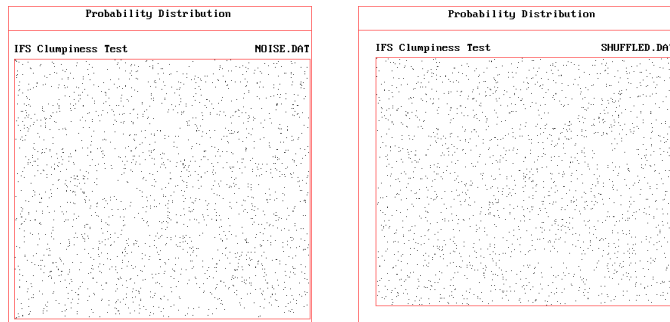 Probability Distribution
IFS Clumpiness Test NOISE.DAT
Probability Distribution
IFS Clumpiness Test SHUFFLED.DAT